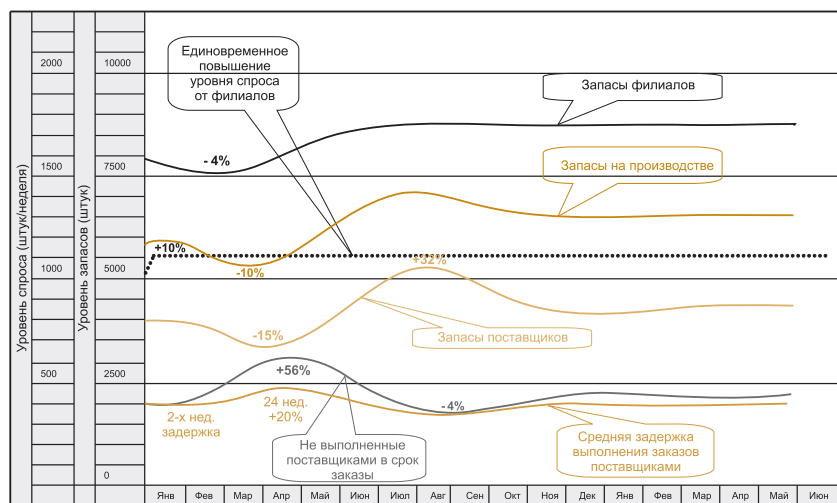 Уровень спроса (штук/неделя)
Уровень запасов (штук)
2000
10000
1500
7500
1000
5000
500
2500
0
Единовременное
повышение
уровня спроса
от филиалов
Запасы филиалов
- 4%
Запасы на производстве
+10%
-10%
+32%
-15%
Запасы поставщиков
+56%
-4%
2-х нед.
задержка
24 нед.
+20%
Не выполненные
поставщиками в срок
заказы
Средняя задержка
выполнения заказов
поставщиками
Янв Фев Мар Апр Май Июн Июл Авг Сен Окт Ноя Дек Янв Фев Мар Апр Май Июн